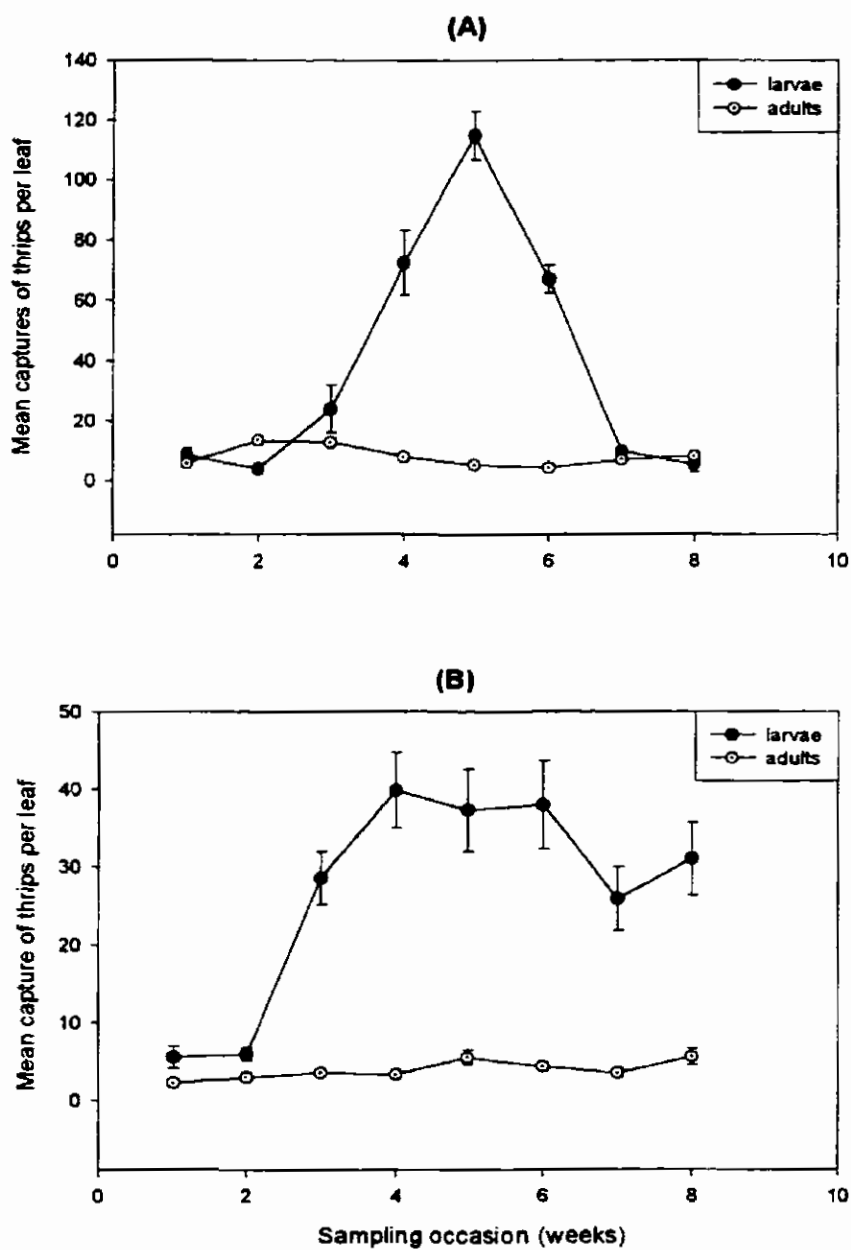 (A)
Mean captures of thrips per leaf
140
120
100
80
60
40
20
0
larvae
adults
0 2 4 6 8 10
(B)
Mean capture of thrips per leaf
50
40
30
20
10
0
larvae
adults
0 2 4 6 8 10
Sampling occasion (weeks)